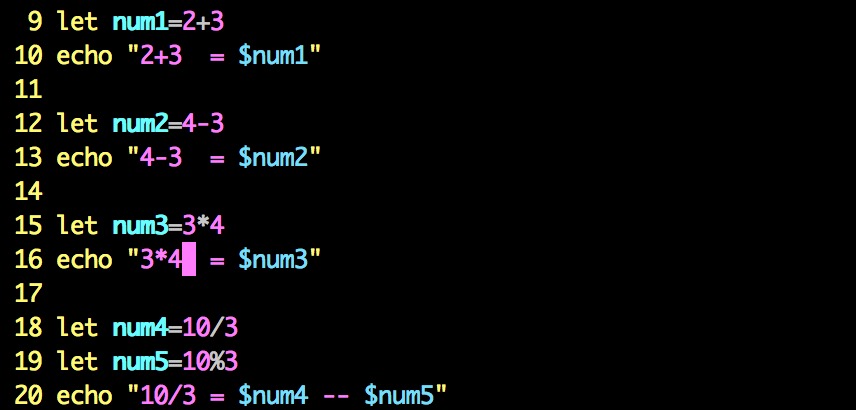 9 let num1=2+3
10 echo "2+3  = $num1"
11
12 let num2=4-3
13 echo "4-3  = $num2"
14
15 let num3=3*4
16 echo "3*4  = $num3"
17
18 let num4=10/3
19 let num5=10%3
20 echo "10/3 = $num4 -- $num5"